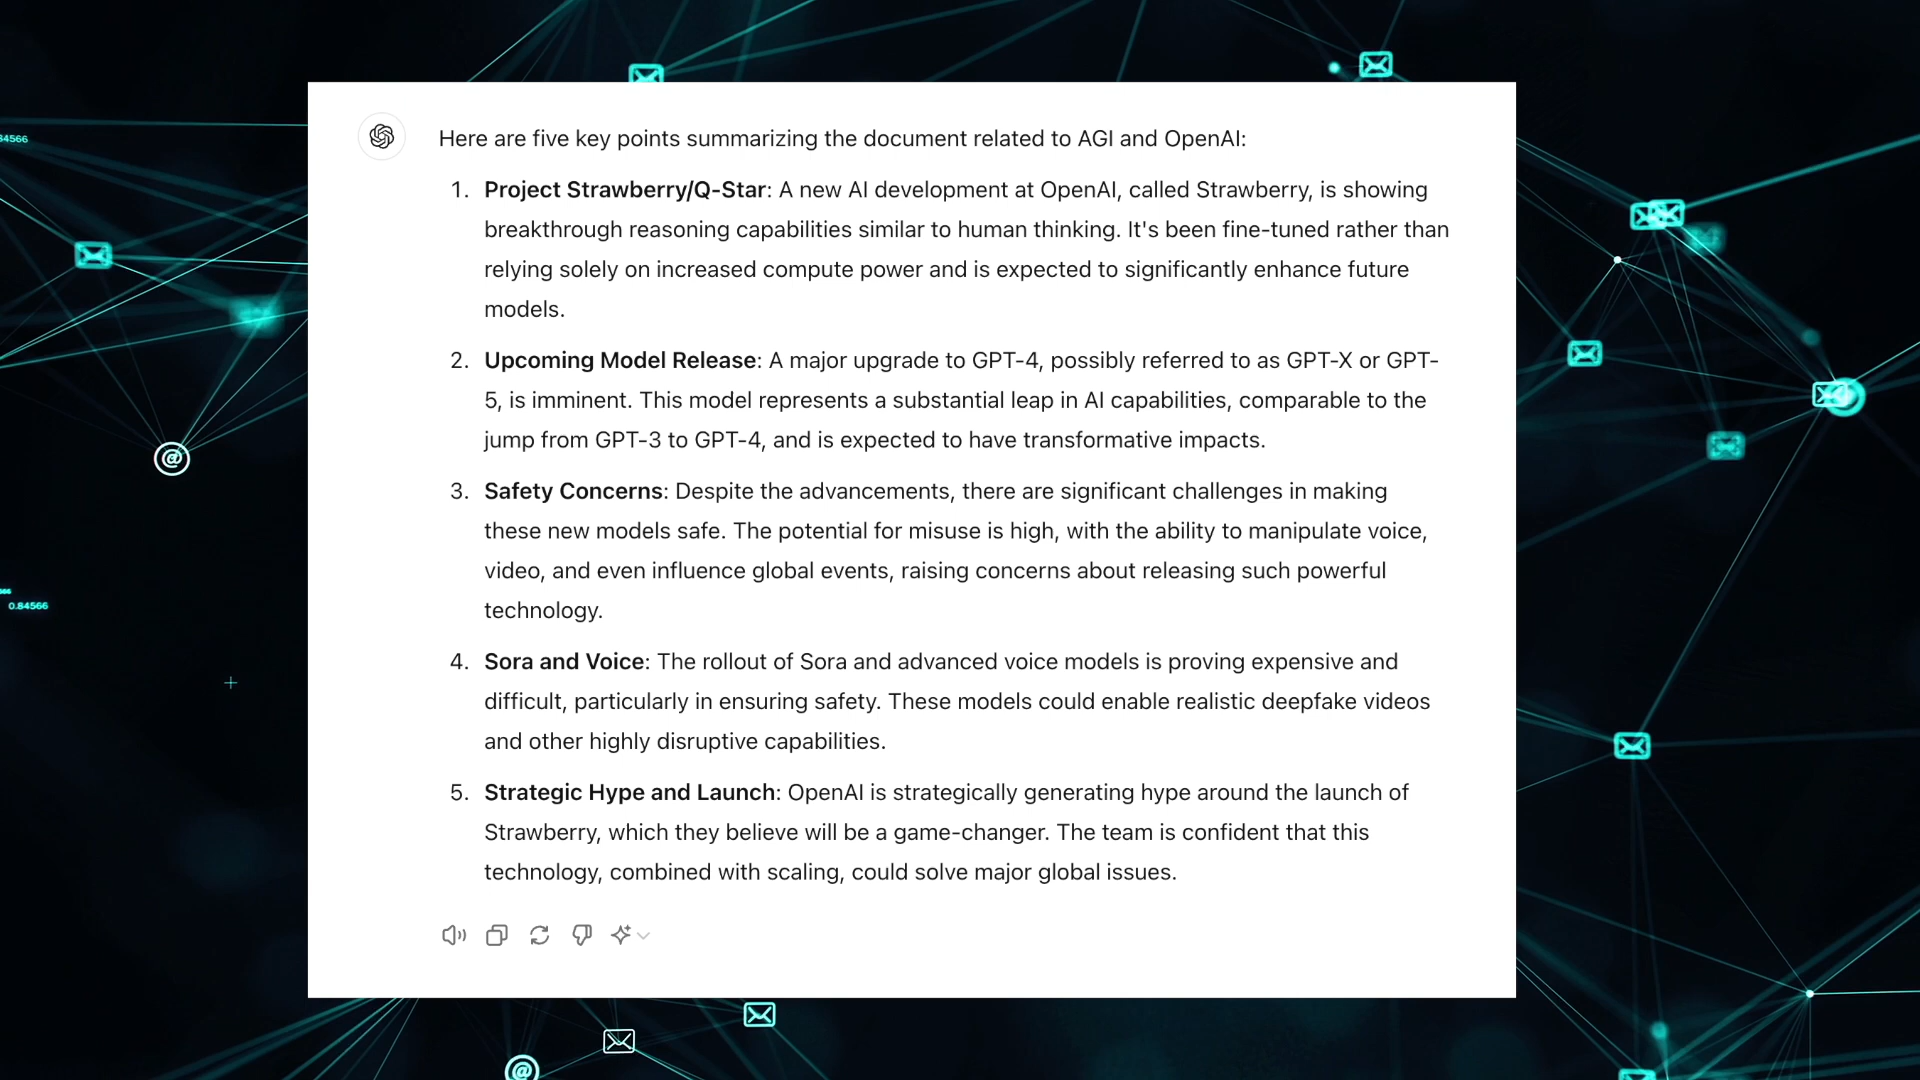 Here are five key points summarizing the document related to AGI and OpenAI:
1. Project Strawberry/Q-Star: A new AI development at OpenAI, called Strawberry, is showing
breakthrough reasoning capabilities similar to human thinking. It's been fine-tuned rather than
relying solely on increased compute power and is expected to significantly enhance future
models.
2. Upcoming Model Release: A major upgrade to GPT-4, possibly referred to as GPT-X or GPT-
5, is imminent. This model represents a substantial leap in AI capabilities, comparable to the
jump from GPT-3 to GPT-4, and is expected to have transformative impacts.
3. Safety Concerns: Despite the advancements, there are significant challenges in making
these new models safe. The potential for misuse is high, with the ability to manipulate voice,
video, and even influence global events, raising concerns about releasing such powerful
technology.
4. Sora and Voice: The rollout of Sora and advanced voice models is proving expensive and
difficult, particularly in ensuring safety. These models could enable realistic deepfake videos
and other highly disruptive capabilities.
5. Strategic Hype and Launch: OpenAI is strategically generating hype around the launch of
Strawberry, which they believe will be a game-changer. The team is confident that this
technology, combined with scaling, could solve major global issues.
84566
0.84566